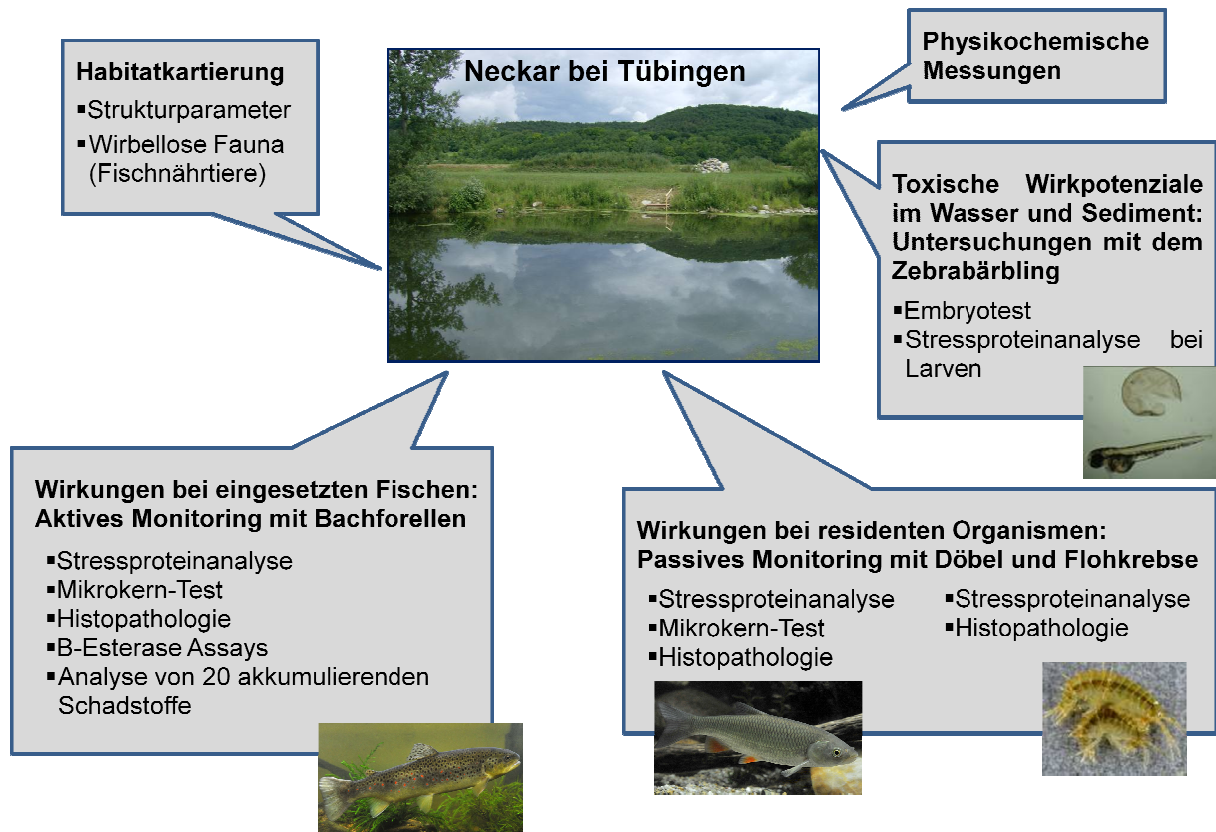 Neckar bei Tübingen
Habitatkartierung
▪Strukturparameter
▪Wirbellose Fauna
(Fischnährtiere)
Physikochemische
Messungen
Toxische Wirkpotenziale
im Wasser und Sediment:
Untersuchungen mit dem
Zebrabärbling
▪Embryotest
▪Stressproteinanalyse bei
Larven
Wirkungen bei eingesetzten Fischen:
Aktives Monitoring mit Bachforellen
▪Stressproteinanalyse
▪Mikrokern-Test
▪Histopathologie
▪B-Esterase Assays
▪Analyse von 20 akkumulierenden
Schadstoffe
Wirkungen bei residenten Organismen:
Passives Monitoring mit Döbel und Flohkrebse
▪Stressproteinanalyse
▪Mikrokern-Test
▪Histopathologie
▪Stressproteinanalyse
▪Histopathologie